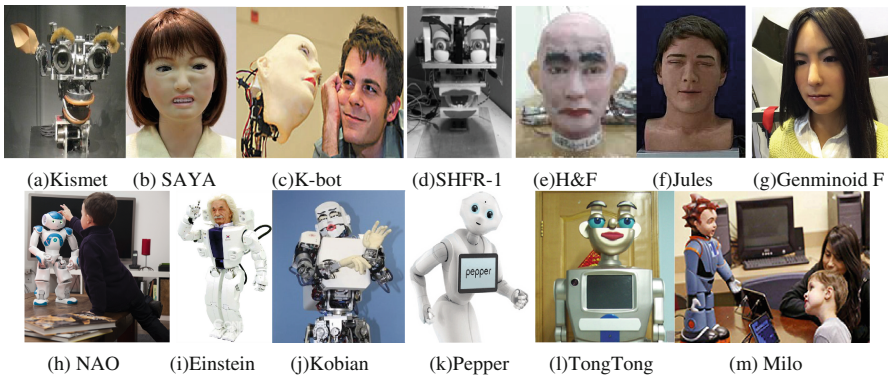 (a)Kismet (b) SAYA (c)K-bot (d)SHFR-1 (e)H&F (f)Jules (g)Genminoid F
pepper
(h) NAO (i)Einstein (j)Kobian (k)Pepper (l)TongTong (m) Milo